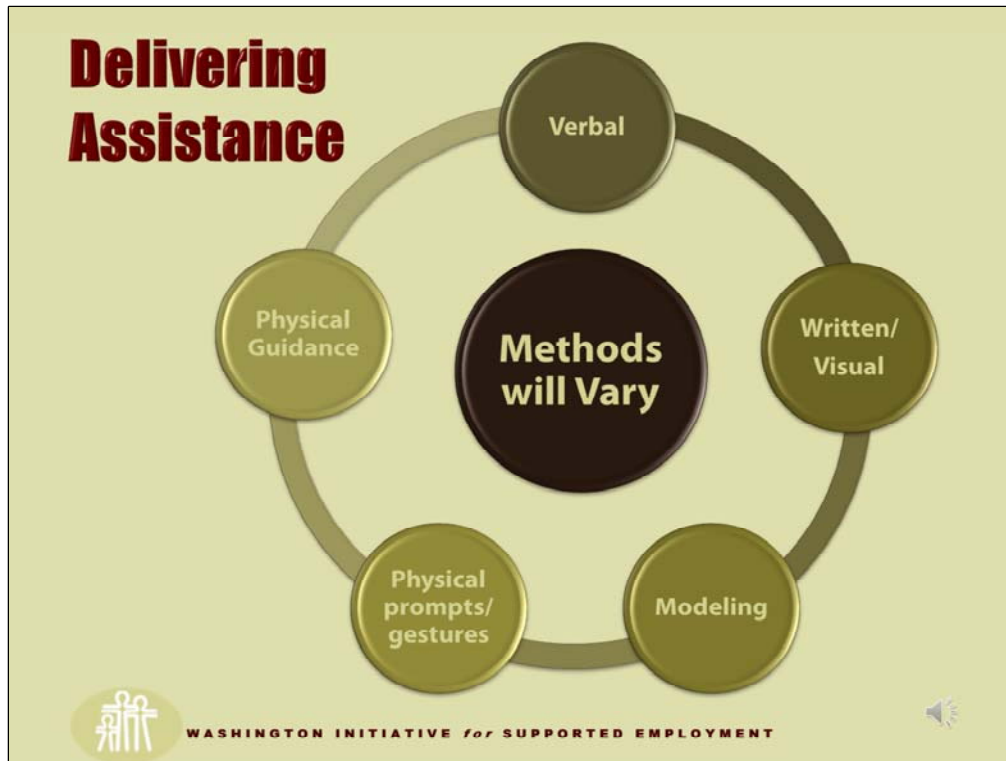 Delivering
Assistance
Verbal
Written/
Visual
Modeling
Physical
prompts/
gestures
Physical
Guidance
Methods
will Vary
WASHINGTON INITIATIVE for SUPPORTED EMPLOYMENT